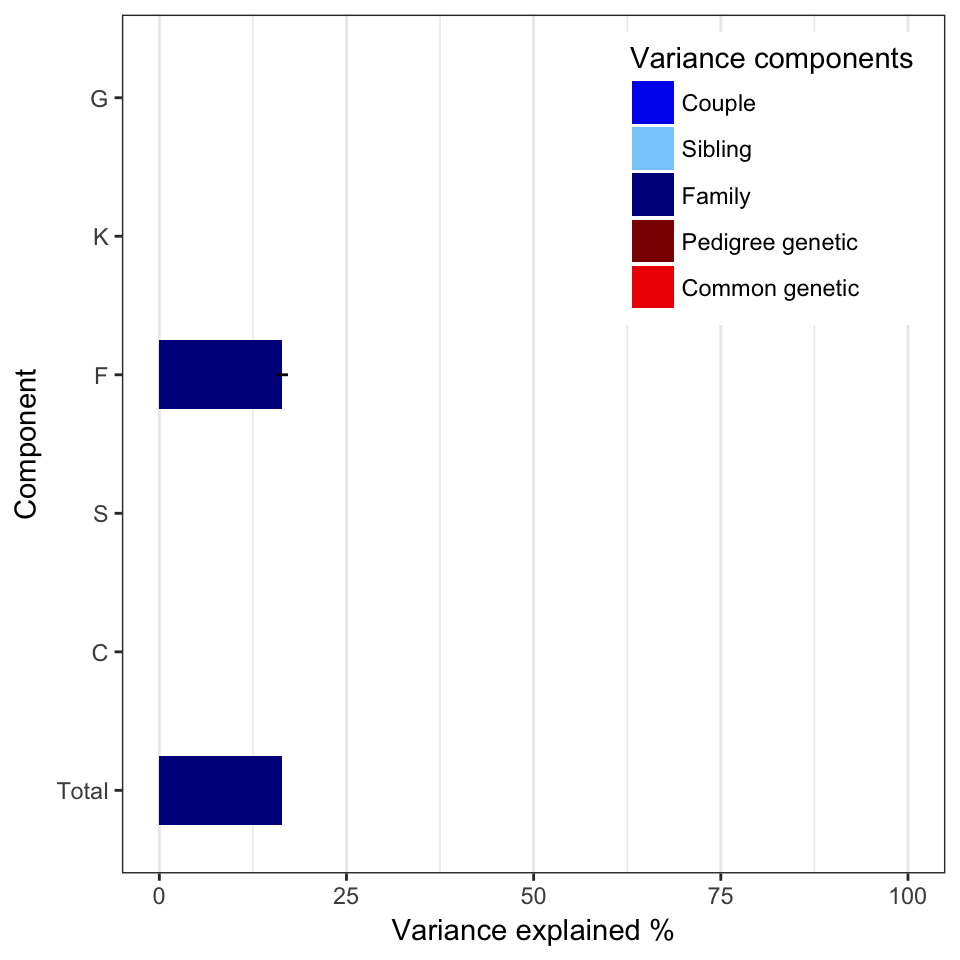 Variance components
Couple
Sibling
Family
Pedigree genetic
Common genetic
Component
G
K
F
S
C
Total
0 25 50 75 100
Variance explained %